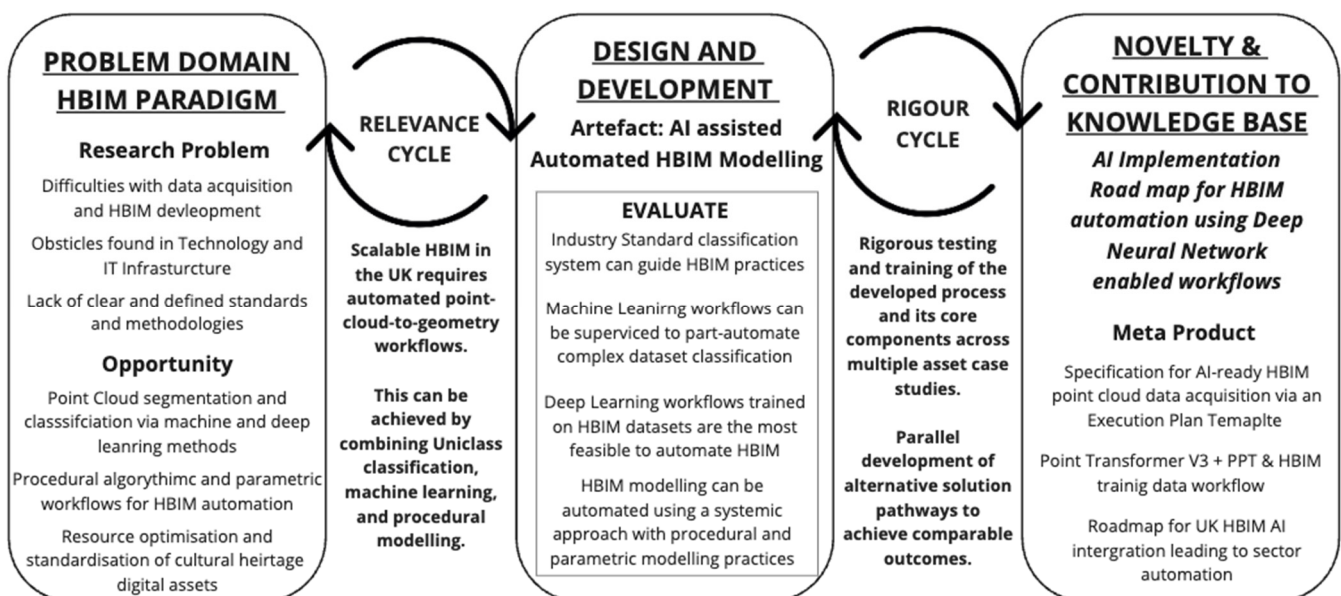 PROBLEM DOMAIN
HBIM PARADIGM
Research Problem
Difficulties with data acquisition
and HBIM devleopment
Obsticles found in Technology and
IT Infrasturcture
Lack of clear and defined standards
and methodologies
Opportunity
Point Cloud segmentation and
classsifciation via machine and deep
leanring methods
Procedural algorythimc and parametric
workflows for HBIM automation
Resource optimisation and
standardisation of cultural heirtage
digital assets
RELEVANCE
CYCLE
Scalable HBIM in
the UK requires
automated point-
cloud-to-geometry
workflows.
This can be
achieved by
combining Uniclass
classification,
machine learning,
and procedural
modelling.
DESIGN AND
DEVELOPMENT
Artefact: AI assisted
Automated HBIM Modelling
EVALUATE
Industry Standard classification
system can guide HBIM practices
Machine Leanirng workflows can
be superviced to part-automate
complex dataset classification
Deep Learning workflows trained
on HBIM datasets are the most
feasible to automate HBIM
HBIM modelling can be
automated using a systemic
approach with procedural and
parametric modelling practices
RIGOUR
CYCLE
Rigorous testing
and training of the
developed process
and its core
components across
multiple asset case
studies.
Parallel
development of
alternative solution
pathways to
achieve comparable
outcomes.
NOVELTY &
CONTRIBUTION TO
KNOWLEDGE BASE
AI Implementation
Road map for HBIM
automation using Deep
Neural Network
enabled workflows
Meta Product
Specification for AI-ready HBIM
point cloud data acquisition via an
Execution Plan Temaplte
Point Transformer V3 + PPT & HBIM
trainig data workflow
Roadmap for UK HBIM AI
intergration leading to sector
automation